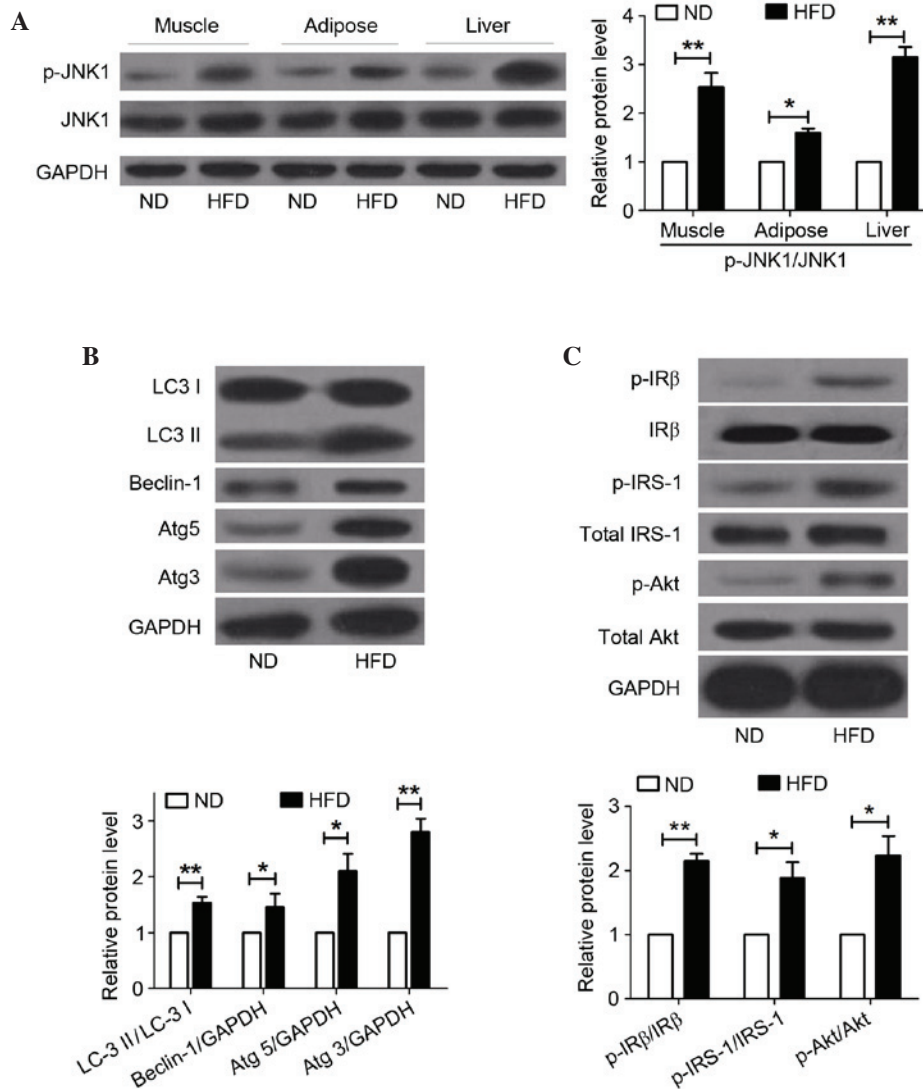 A
Muscle Adipose Liver
p-JNK1
JNK1
GAPDH
ND HFD ND HFD ND HFD
ND HFD
Relative protein level
4
3
2
1
0
** * **
Muscle Adipose Liver
p-JNK1/JNK1
B
LC3 I
LC3 II
Beclin-1
Atg5
Atg3
GAPDH
ND HFD
ND HFD
Relative protein level
3
2
1
0
** * * **
LC-3 II/LC-3 I
Beclin-1/GAPDH
Atg 5/GAPDH
Atg 3/GAPDH
C
p-IRβ
IRβ
p-IRS-1
Total IRS-1
p-Akt
Total Akt
GAPDH
ND HFD
ND HFD
Relative protein level
3
2
1
0
** * *
p-IRβ/IRβ
p-IRS-1/IRS-1
p-Akt/Akt